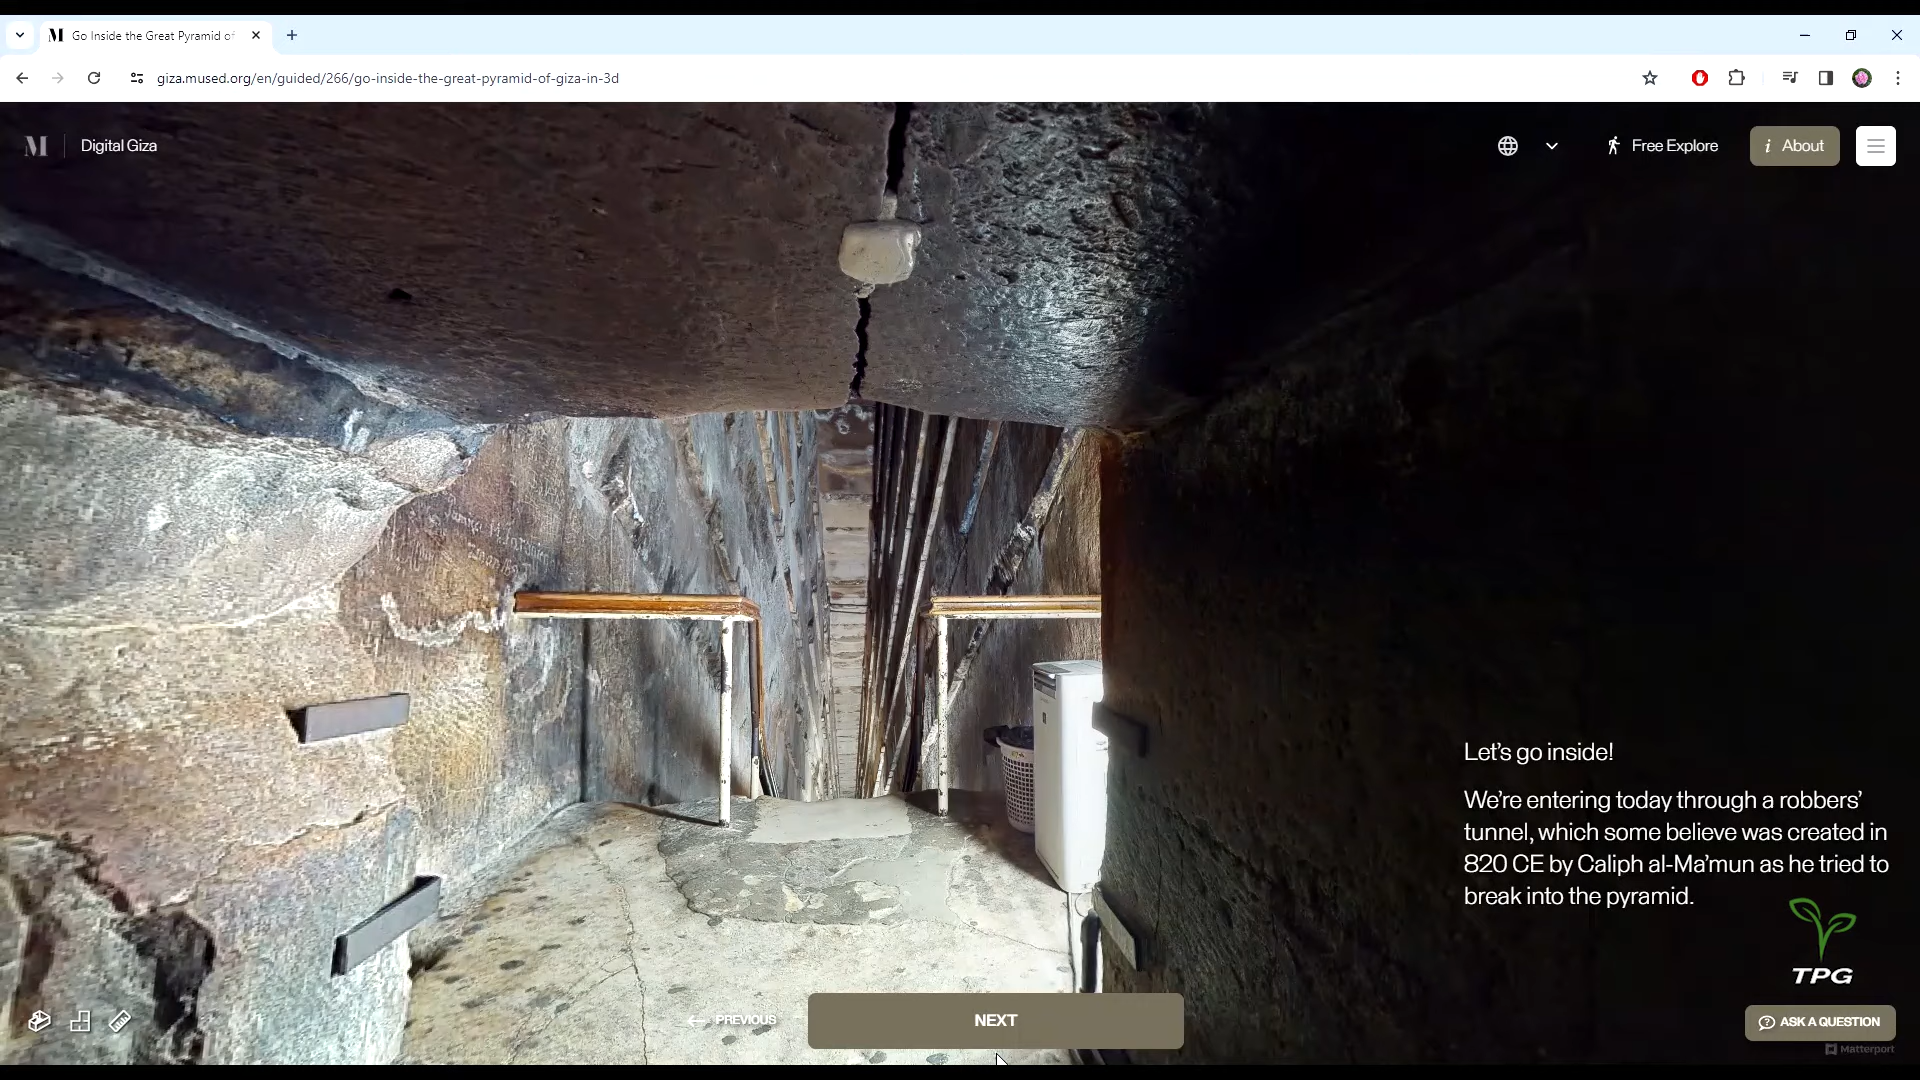 Go Inside the Great Pyramid of
giza.mused.org/en/guided/266/go-inside-the-great-pyramid-of-giza-in-3d
M
Digital Giza
Free Explore
i About
Let's go inside!
We're entering today through a robbers'
tunnel, which some believe was created in
820 CE by Caliph al-Ma'mun as he tried to
break into the pyramid.
TPG
PREVIOUS
NEXT
ASK A QUESTION
Matterport